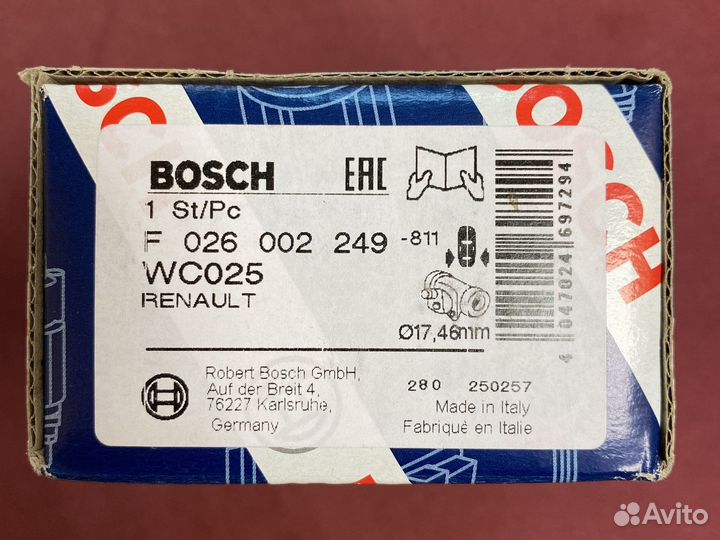 BOSCH
BOSCH EAC
1 St/Pc
F 026 002 249 -811
WC025
RENAULT
Ø17,46mm
4 047024 697294
Robert Bosch GmbH,
Auf der Breit 4,
76227 Karlsruhe,
Germany
280 250257
Made in Italy
Fabriqué en Italie
Avito